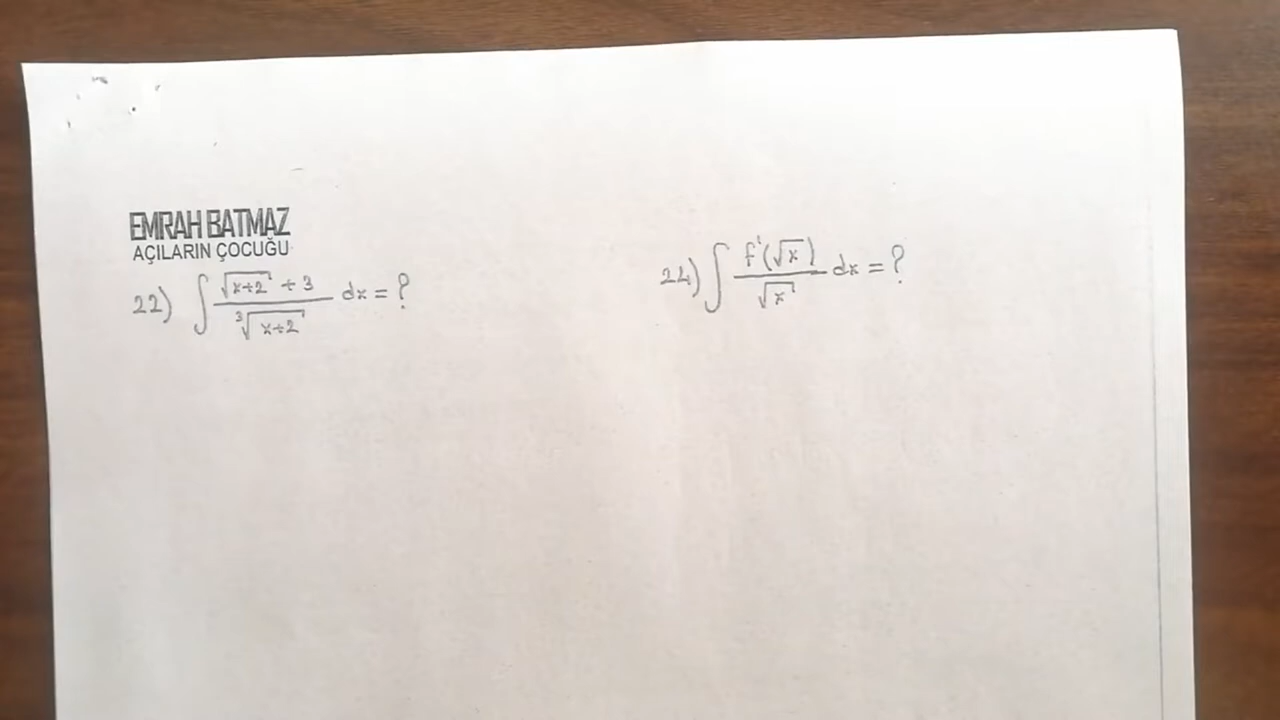 EMRAH BATMAZ
AÇILARIN ÇOCUĞU
22) ∫ (√(x+2) + 3) / ∛(x+2) dx = ?
24) ∫ f'(√x) / √x dx = ?